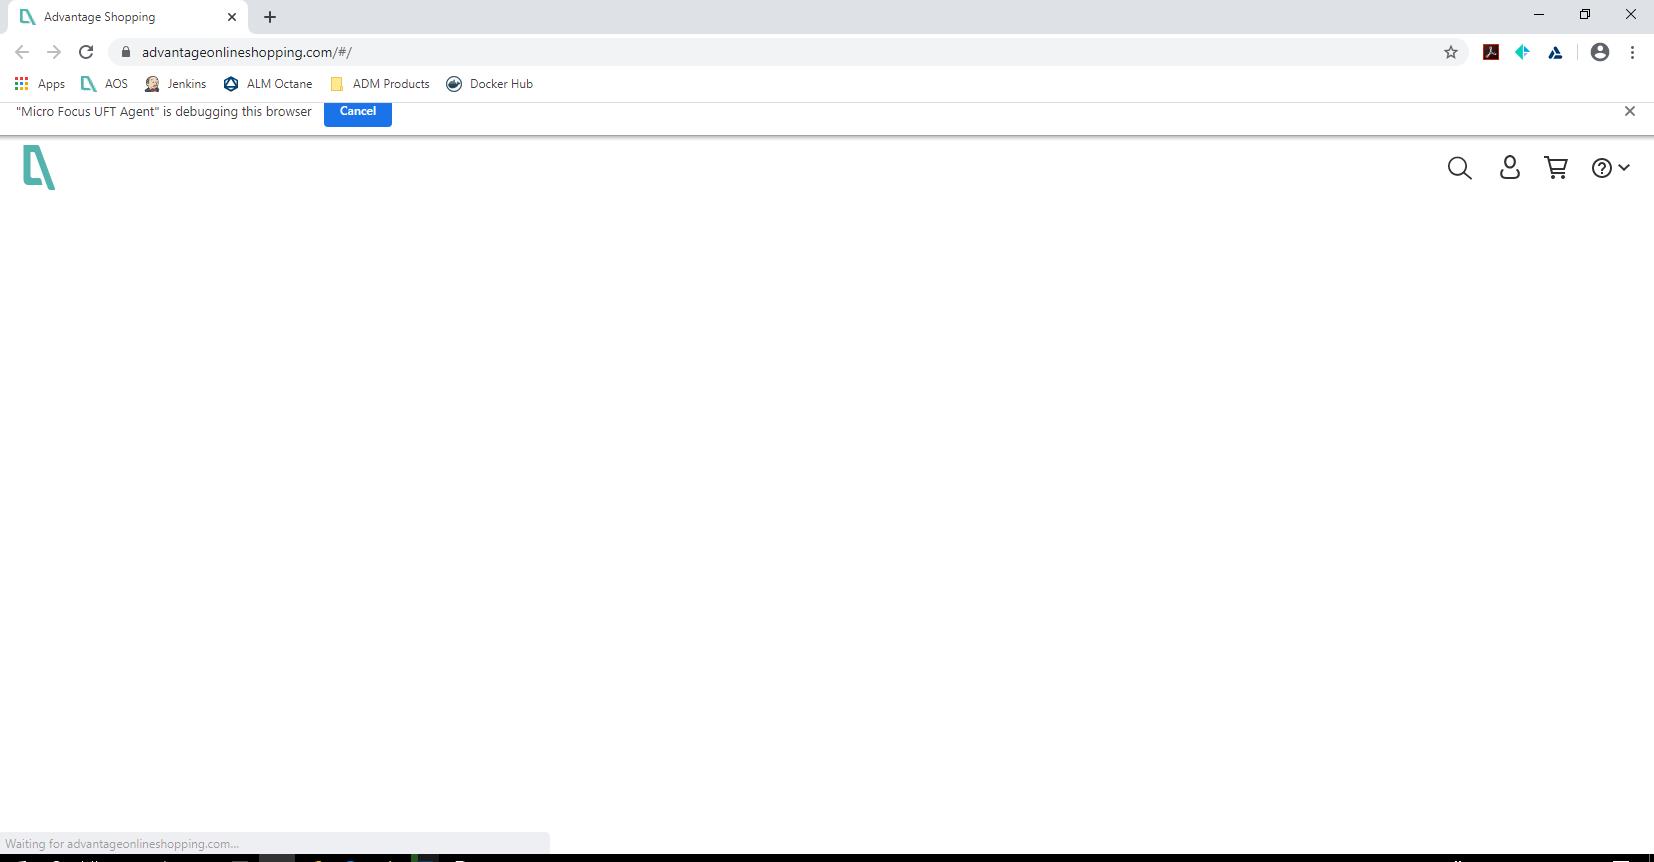 Advantage Shopping
advantageonlineshopping.com/#/
Apps AOS Jenkins ALM Octane ADM Products Docker Hub
"Micro Focus UFT Agent" is debugging this browser Cancel
Waiting for advantageonlineshopping.com...